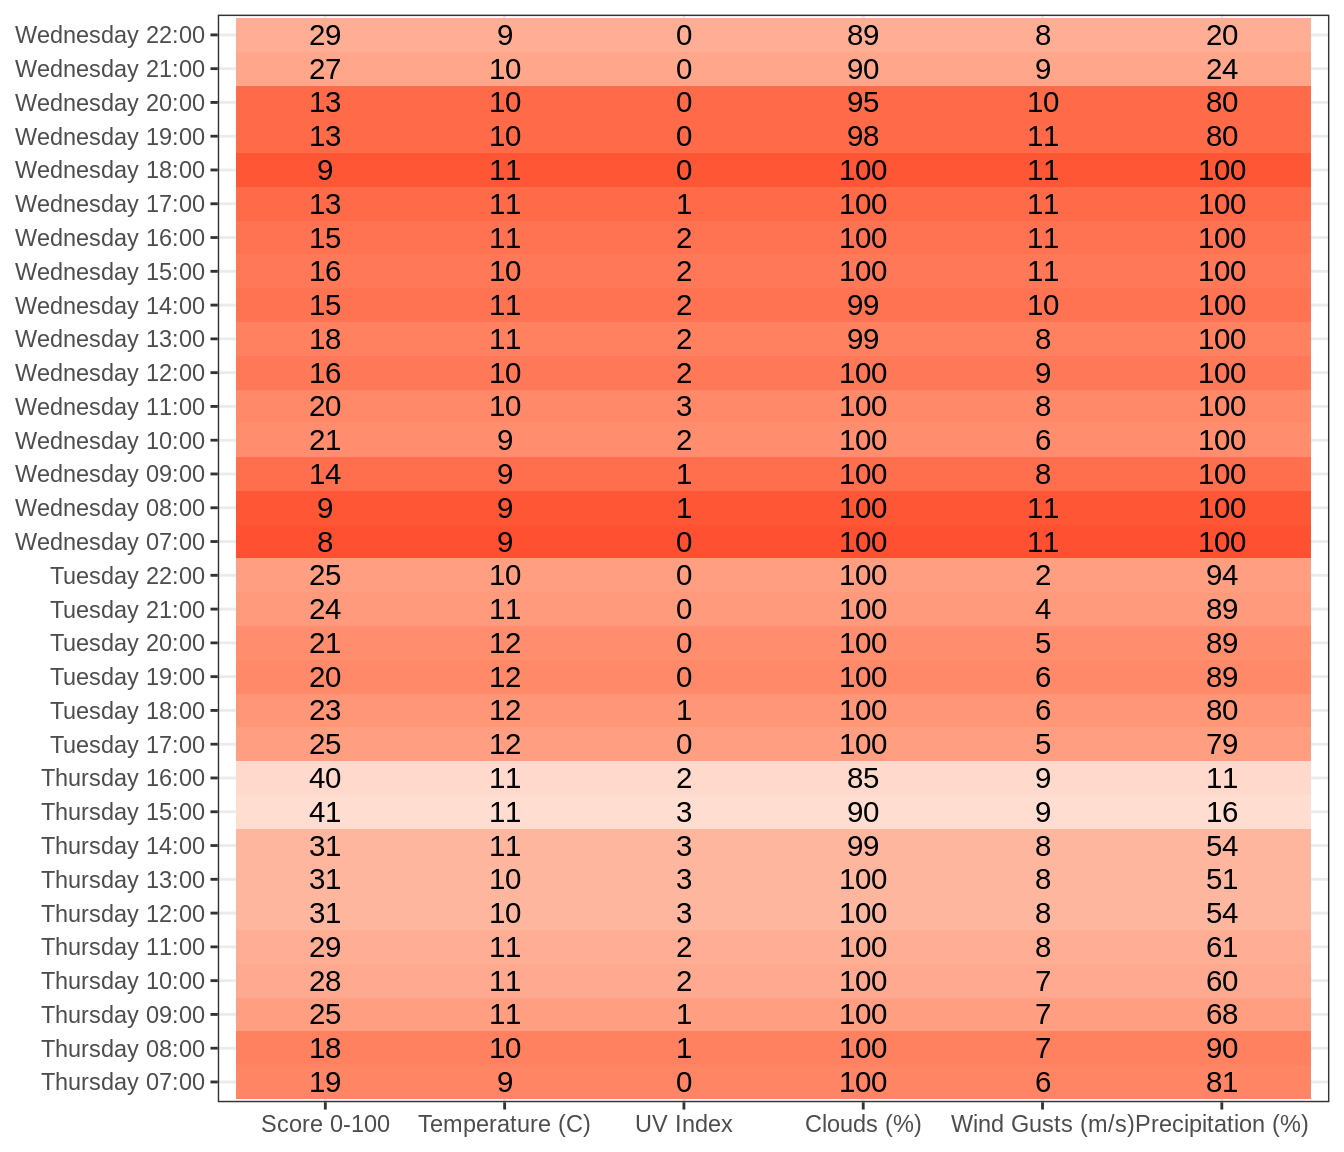 Wednesday 22:00 29 9 0 89 8 20
Wednesday 21:00 27 10 0 90 9 24
Wednesday 20:00 13 10 0 95 10 80
Wednesday 19:00 13 10 0 98 11 80
Wednesday 18:00 9 11 0 100 11 100
Wednesday 17:00 13 11 1 100 11 100
Wednesday 16:00 15 11 2 100 11 100
Wednesday 15:00 16 10 2 100 11 100
Wednesday 14:00 15 11 2 99 10 100
Wednesday 13:00 18 11 2 99 8 100
Wednesday 12:00 16 10 2 100 9 100
Wednesday 11:00 20 10 3 100 8 100
Wednesday 10:00 21 9 2 100 6 100
Wednesday 09:00 14 9 1 100 8 100
Wednesday 08:00 9 9 1 100 11 100
Wednesday 07:00 8 9 0 100 11 100
Tuesday 22:00 25 10 0 100 2 94
Tuesday 21:00 24 11 0 100 4 89
Tuesday 20:00 21 12 0 100 5 89
Tuesday 19:00 20 12 0 100 6 89
Tuesday 18:00 23 12 1 100 6 80
Tuesday 17:00 25 12 0 100 5 79
Thursday 16:00 40 11 2 85 9 11
Thursday 15:00 41 11 3 90 9 16
Thursday 14:00 31 11 3 99 8 54
Thursday 13:00 31 10 3 100 8 51
Thursday 12:00 31 10 3 100 8 54
Thursday 11:00 29 11 2 100 8 61
Thursday 10:00 28 11 2 100 7 60
Thursday 09:00 25 11 1 100 7 68
Thursday 08:00 18 10 1 100 7 90
Thursday 07:00 19 9 0 100 6 81
Score 0-100 Temperature (C) UV Index Clouds (%) Wind Gusts (m/s) Precipitation (%)